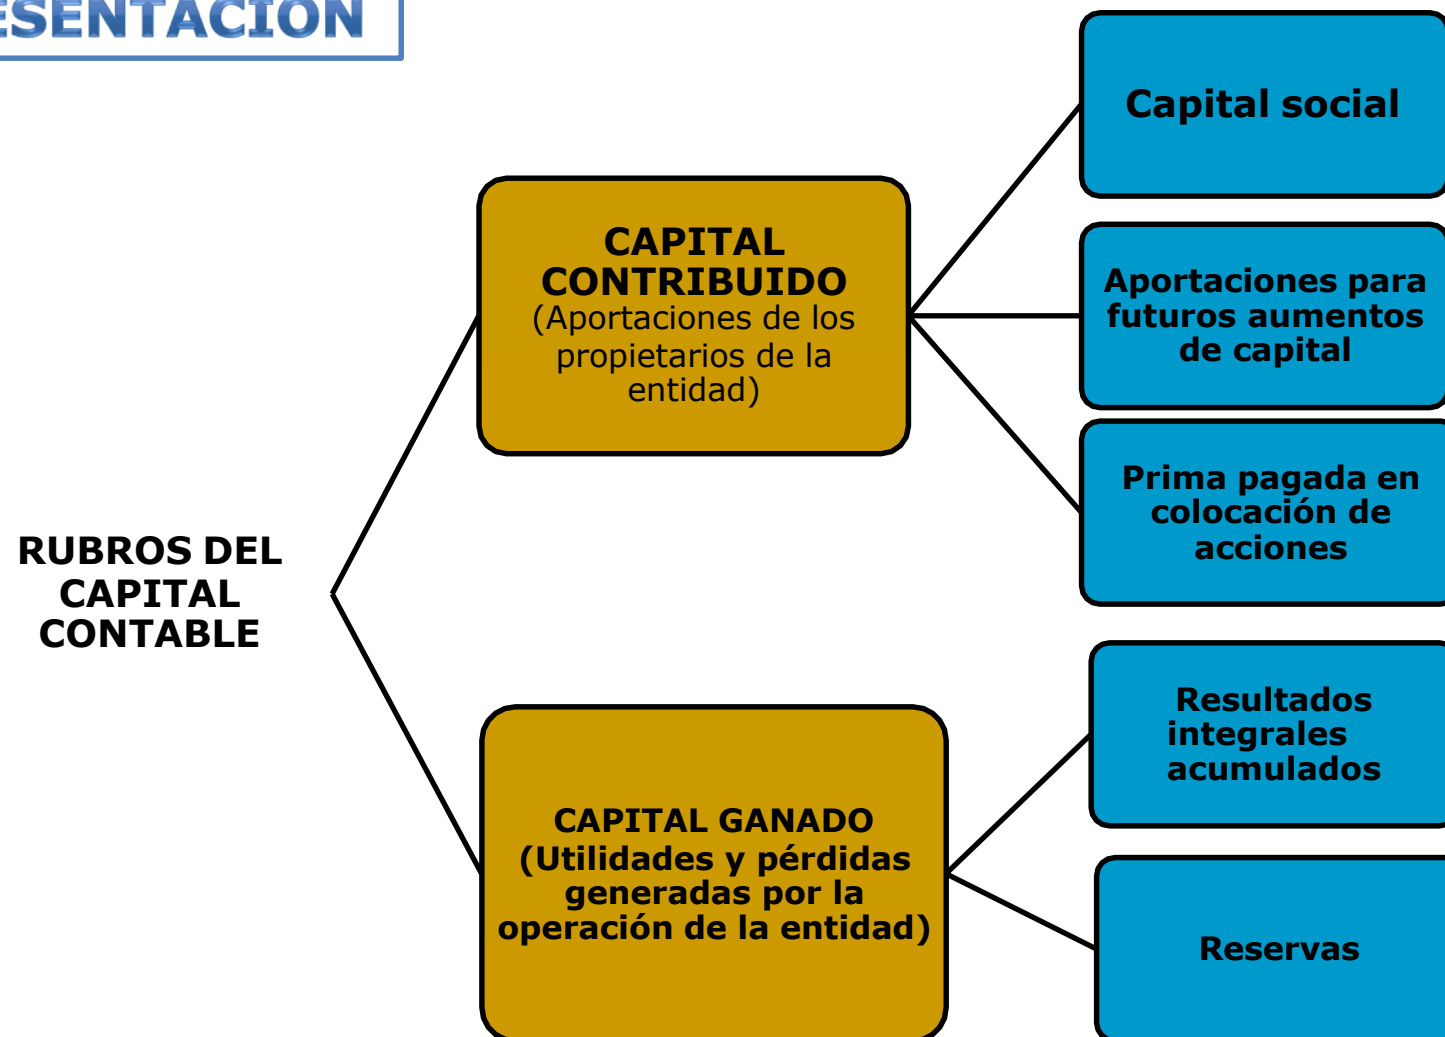 RUBROS DEL
CAPITAL
CONTABLE
CAPITAL
CONTRIBUIDO
(Aportaciones de los
propietarios de la
entidad)
Capital social
Aportaciones para
futuros aumentos
de capital
Prima pagada en
colocación de
acciones
CAPITAL GANADO
(Utilidades y pérdidas
generadas por la
operación de la entidad)
Resultados
integrales
acumulados
Reservas